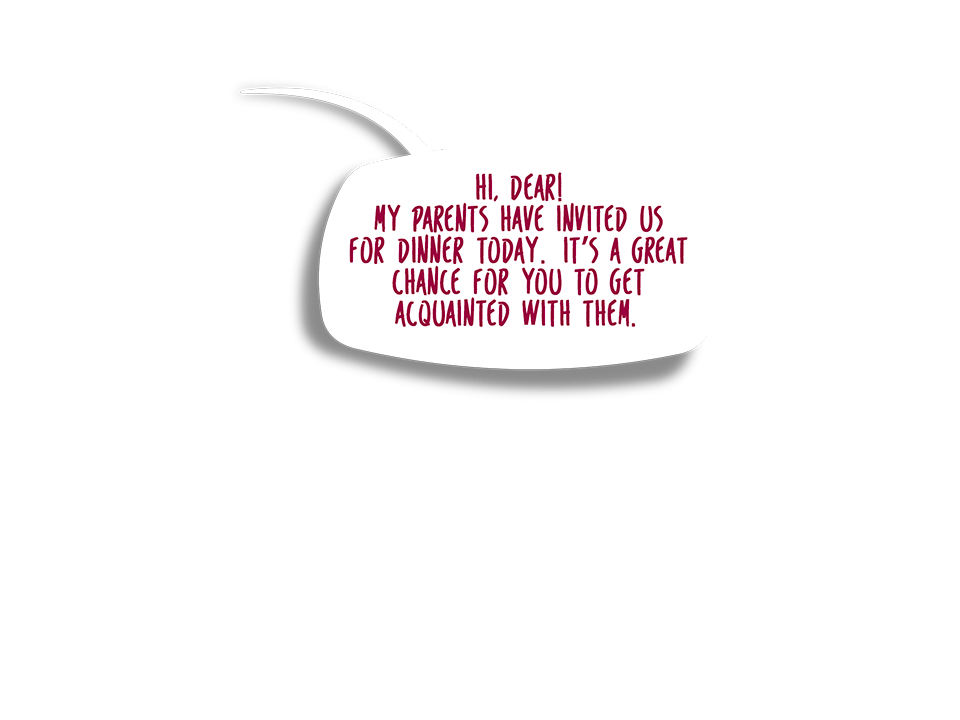 HI, DEAR!
MY PARENTS HAVE INVITED US
FOR DINNER TODAY. IT'S A GREAT
CHANCE FOR YOU TO GET
ACQUAINTED WITH THEM.